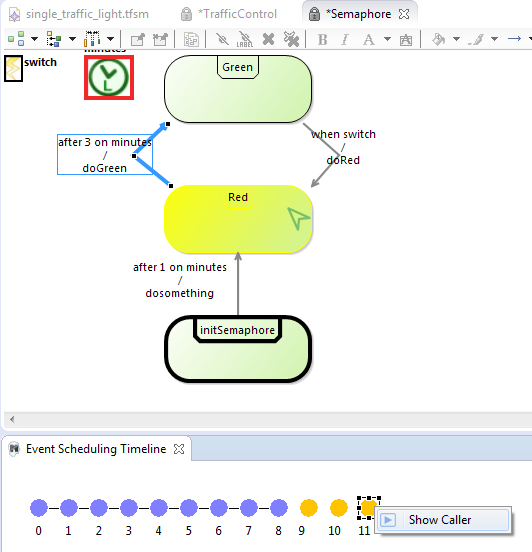 single_traffic_light.tfsm
*TrafficControl
*Semaphore
B I A
switch
minutes
Green
after 3 on minutes
/
doGreen
when switch
/
doRed
Red
after 1 on minutes
/
dosomething
initSemaphore
Event Scheduling Timeline
0 1 2 3 4 5 6 7 8 9 10 11
Show Caller